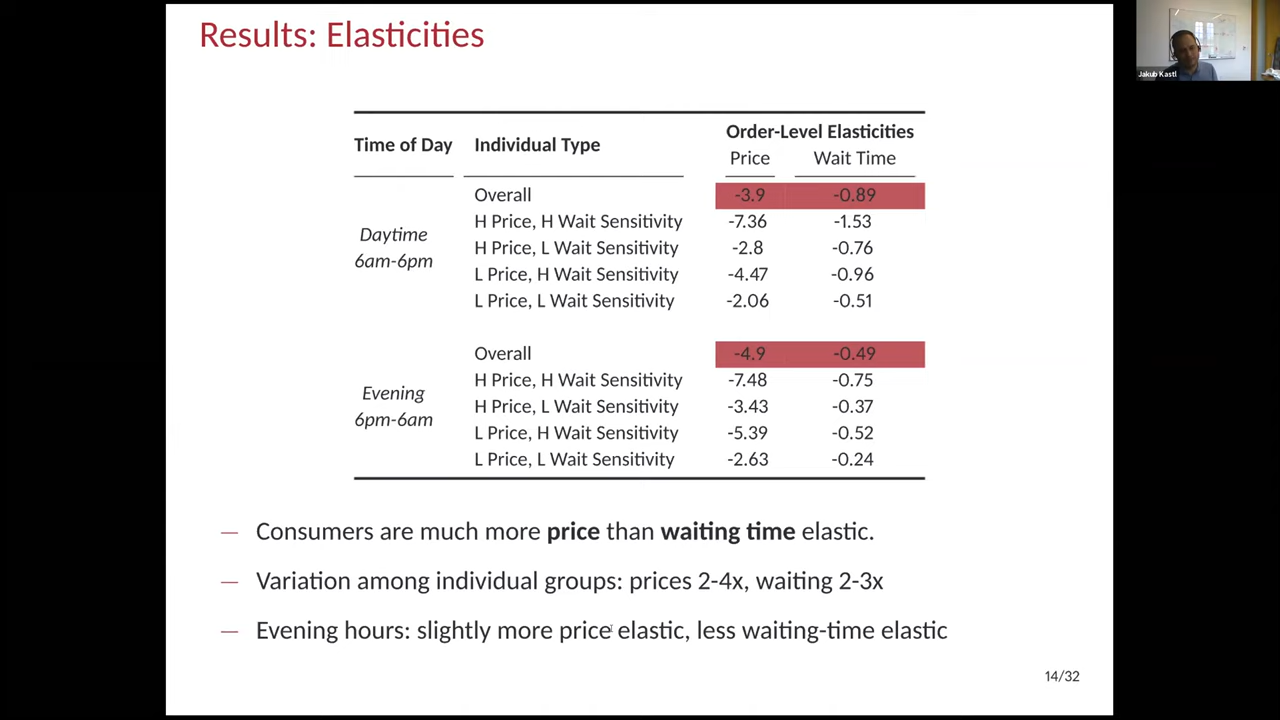 Results: Elasticities
Jakub Kastl
Order-Level Elasticities
Time of Day Individual Type
Price Wait Time
Overall -3.9 -0.89
H Price, H Wait Sensitivity -7.36 -1.53
Daytime
H Price, L Wait Sensitivity -2.8 -0.76
6am-6pm
L Price, H Wait Sensitivity -4.47 -0.96
L Price, L Wait Sensitivity -2.06 -0.51
Overall -4.9 -0.49
H Price, H Wait Sensitivity -7.48 -0.75
Evening
H Price, L Wait Sensitivity -3.43 -0.37
6pm-6am
L Price, H Wait Sensitivity -5.39 -0.52
L Price, L Wait Sensitivity -2.63 -0.24
— Consumers are much more price than waiting time elastic.
— Variation among individual groups: prices 2-4x, waiting 2-3x
— Evening hours: slightly more price elastic, less waiting-time elastic
14/32